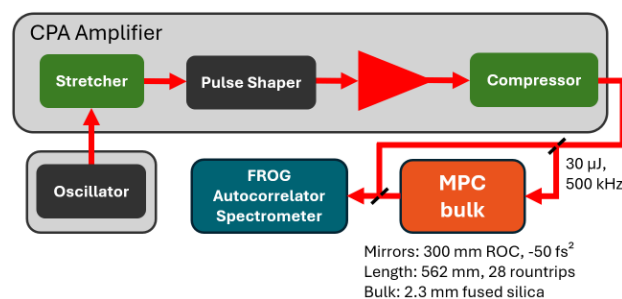 CPA Amplifier
Stretcher
Pulse Shaper
Compressor
Oscillator
FROG
Autocorrelator
Spectrometer
MPC
bulk
30 µJ,
500 kHz
Mirrors: 300 mm ROC, -50 fs²
Length: 562 mm, 28 rountrips
Bulk: 2.3 mm fused silica